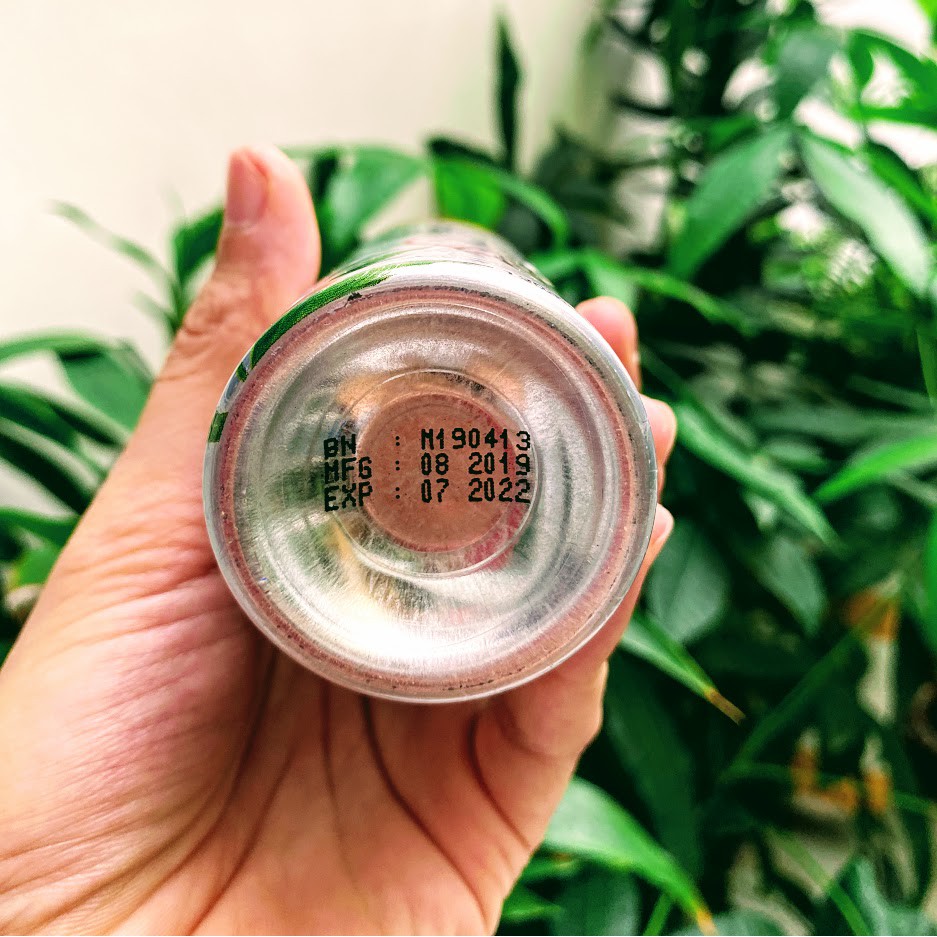 BN : M190413
MFG : 08 2019
EXP : 07 2022